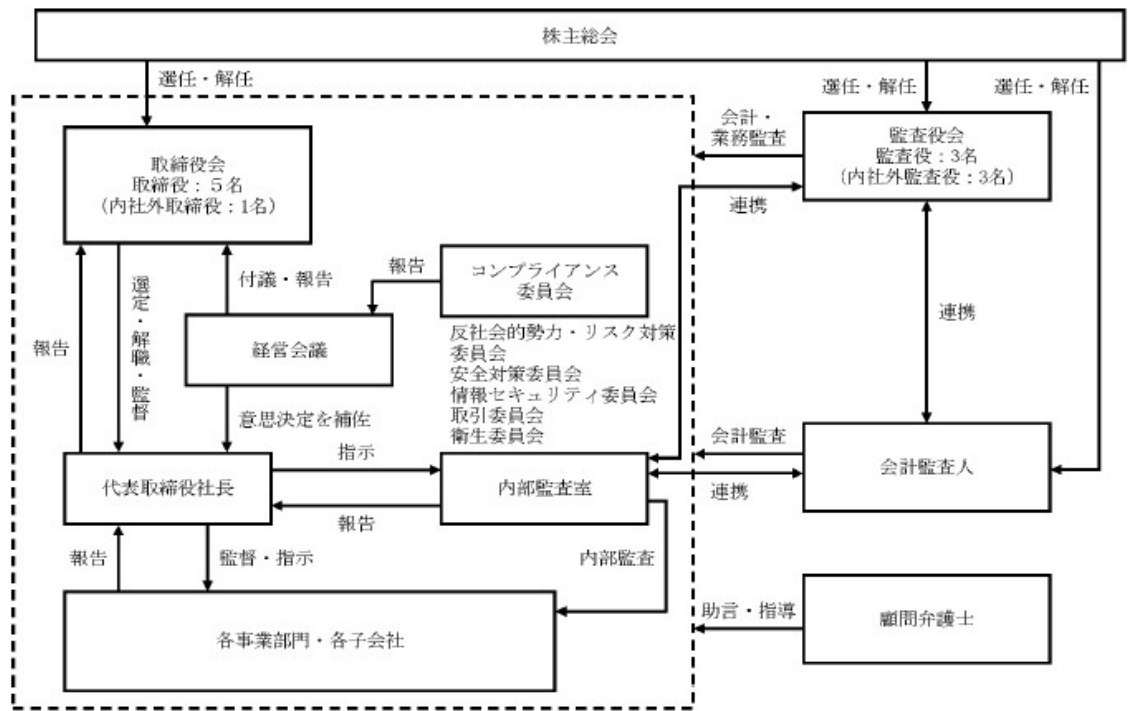 株主総会
選任・解任
選任・解任
選任・解任
取締役会
取締役：５名
（内社外取締役：1名）
会計・
業務監査
監査役会
監査役：3名
（内社外監査役：3名）
連携
報告
選定・解職・監督
付議・報告
報告
コンプライアンス
委員会
経営会議
反社会的勢力・リスク対策
委員会
安全対策委員会
情報セキュリティ委員会
取引委員会
衛生委員会
連携
意思決定を補佐
代表取締役社長
指示
報告
内部監査室
会計監査
連携
会計監査人
報告
監督・指示
内部監査
各事業部門・各子会社
助言・指導
顧問弁護士